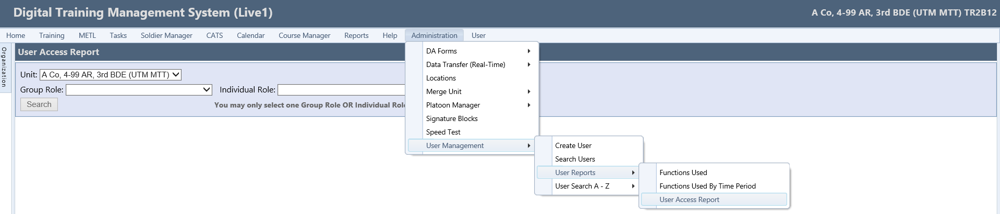 Digital Training Management System (Live1)
A Co, 4-99 AR, 3rd BDE (UTM MTT) TR2B12
Home Training METL Tasks Soldier Manager CATS Calendar Course Manager Reports Help Administration User
Organization
User Access Report
Unit: A Co, 4-99 AR, 3rd BDE (UTM MTT)
Group Role: Individual Role:
Search
You may only select one Group Role OR Individual Role
DA Forms
Data Transfer (Real-Time)
Locations
Merge Unit
Platoon Manager
Signature Blocks
Speed Test
User Management
Create User
Search Users
User Reports
User Search A - Z
Functions Used
Functions Used By Time Period
User Access Report